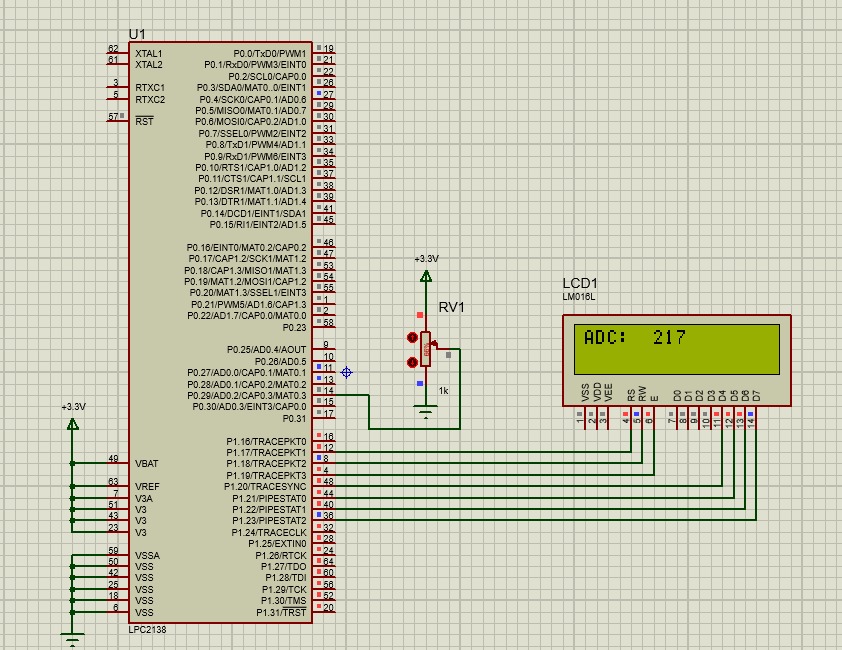 U1
62 XTAL1 P0.0/TxD0/PWM1 19
61 XTAL2 P0.1/RxD0/PWM3/EINT0 21
P0.2/SCL0/CAP0.0 22
3 RTXC1 P0.3/SDA0/MAT0..0/EINT1 26
5 RTXC2 P0.4/SCK0/CAP0.1/AD0.6 27
P0.5/MISO0/MAT0.1/AD0.7 29
57 RST P0.6/MOSI0/CAP0.2/AD1.0 30
P0.7/SSEL0/PWM2/EINT2 31
P0.8/TxD1/PWM4/AD1.1 33
P0.9/RxD1/PWM6/EINT3 34
P0.10/RTS1/CAP1.0/AD1.2 35
P0.11/CTS1/CAP1.1/SCL1 37
P0.12/DSR1/MAT1.0/AD1.3 38
P0.13/DTR1/MAT1.1/AD1.4 39
P0.14/DCD1/EINT1/SDA1 41
P0.15/RI1/EINT2/AD1.5 45
P0.16/EINT0/MAT0.2/CAP0.2 46
P0.17/CAP1.2/SCK1/MAT1.2 47
P0.18/CAP1.3/MISO1/MAT1.3 53
P0.19/MAT1.2/MOSI1/CAP1.2 54
P0.20/MAT1.3/SSEL1/EINT3 55
P0.21/PWM5/AD1.6/CAP1.3 1
P0.22/AD1.7/CAP0.0/MAT0.0 2
P0.23 58
P0.25/AD0.4/AOUT 9
P0.26/AD0.5 10
P0.27/AD0.0/CAP0.1/MAT0.1 11
P0.28/AD0.1/CAP0.2/MAT0.2 13
P0.29/AD0.2/CAP0.3/MAT0.3 14
P0.30/AD0.3/EINT3/CAP0.0 15
P0.31 17
P1.16/TRACEPKT0 16
P1.17/TRACEPKT1 12
49 VBAT P1.18/TRACEPKT2 8
P1.19/TRACEPKT3 4
63 VREF P1.20/TRACESYNC 48
7 V3A P1.21/PIPESTAT0 44
51 V3 P1.22/PIPESTAT1 40
43 V3 P1.23/PIPESTAT2 36
23 V3 P1.24/TRACECLK 32
P1.25/EXTIN0 28
59 VSSA P1.26/RTCK 24
50 VSS P1.27/TDO 64
42 VSS P1.28/TDI 60
25 VSS P1.29/TCK 56
18 VSS P1.30/TMS 52
6 VSS P1.31/TRST 20
LPC2138
+3.3V
+3.3V
RV1
1k
LCD1
LM016L
ADC: 217
VSS VDD VEE RS RW E D0 D1 D2 D3 D4 D5 D6 D7
1 2 3 4 5 6 7 8 9 10 11 12 13 14